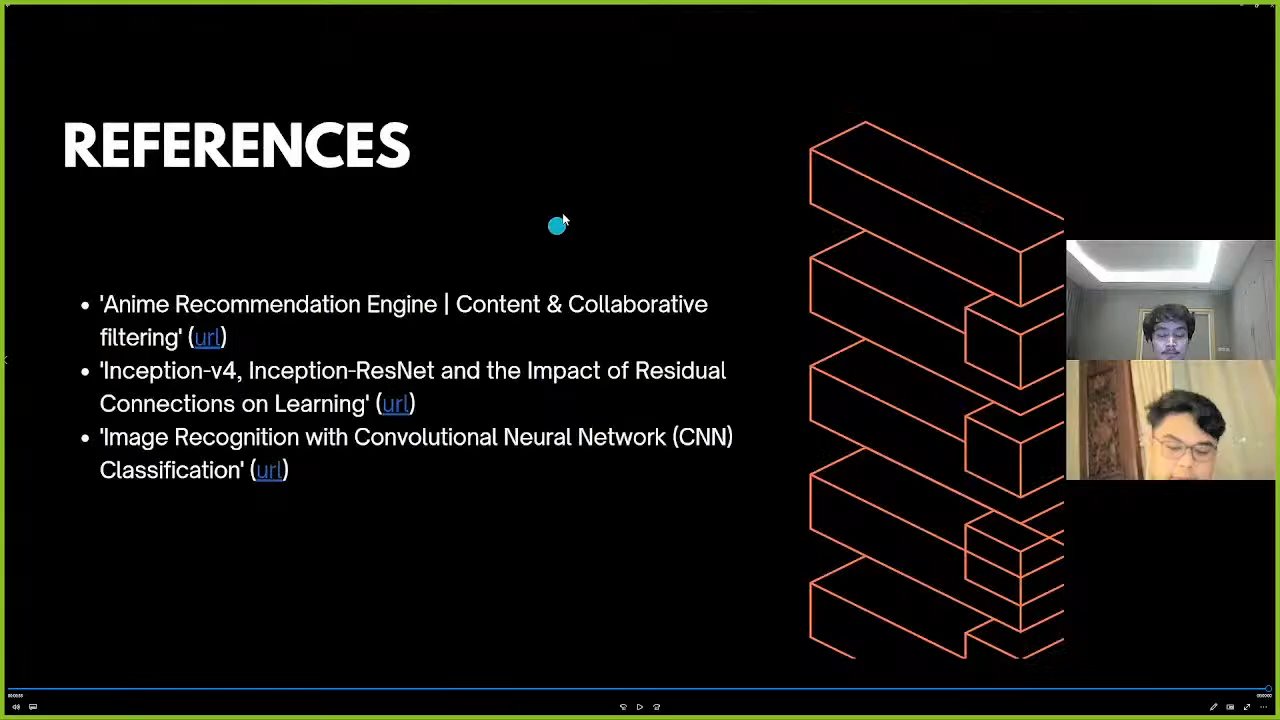 REFERENCES
• 'Anime Recommendation Engine | Content & Collaborative
filtering' (url)
• 'Inception-v4, Inception-ResNet and the Impact of Residual
Connections on Learning' (url)
• 'Image Recognition with Convolutional Neural Network (CNN)
Classification' (url)